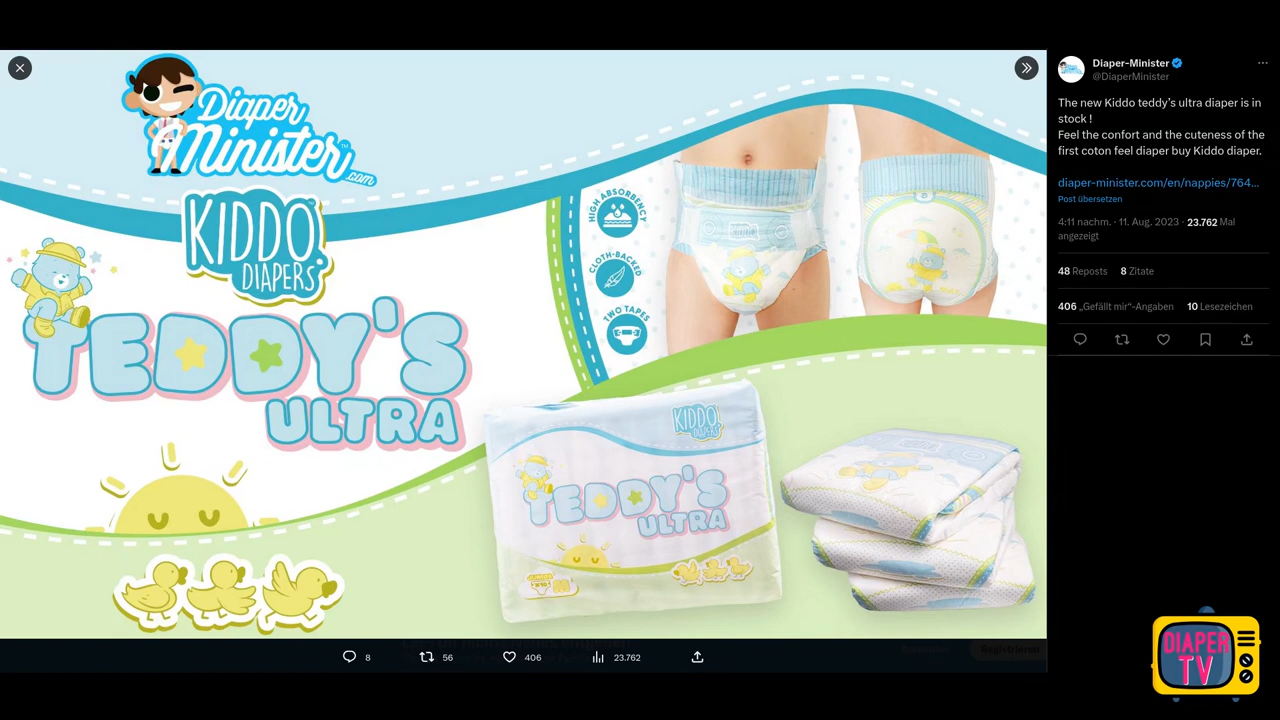 Diaper
Minister™
.com
KIDDO™
DIAPERS
TEDDY'S
ULTRA
HIGH ABSORBENCY
CLOTH-BACKED
TWO TAPES
KIDDO
DIAPERS
TEDDY'S
ULTRA
8
56
406
23.762
Registrieren
Diaper-Minister
@DiaperMinister
The new Kiddo teddy's ultra diaper is in
stock !
Feel the confort and the cuteness of the
first coton feel diaper buy Kiddo diaper.
diaper-minister.com/en/nappies/764…
Post übersetzen
4:11 nachm. · 11. Aug. 2023 · 23.762 Mal
angezeigt
48 Reposts 8 Zitate
406 „Gefällt mir“-Angaben 10 Lesezeichen
DIAPER
TV